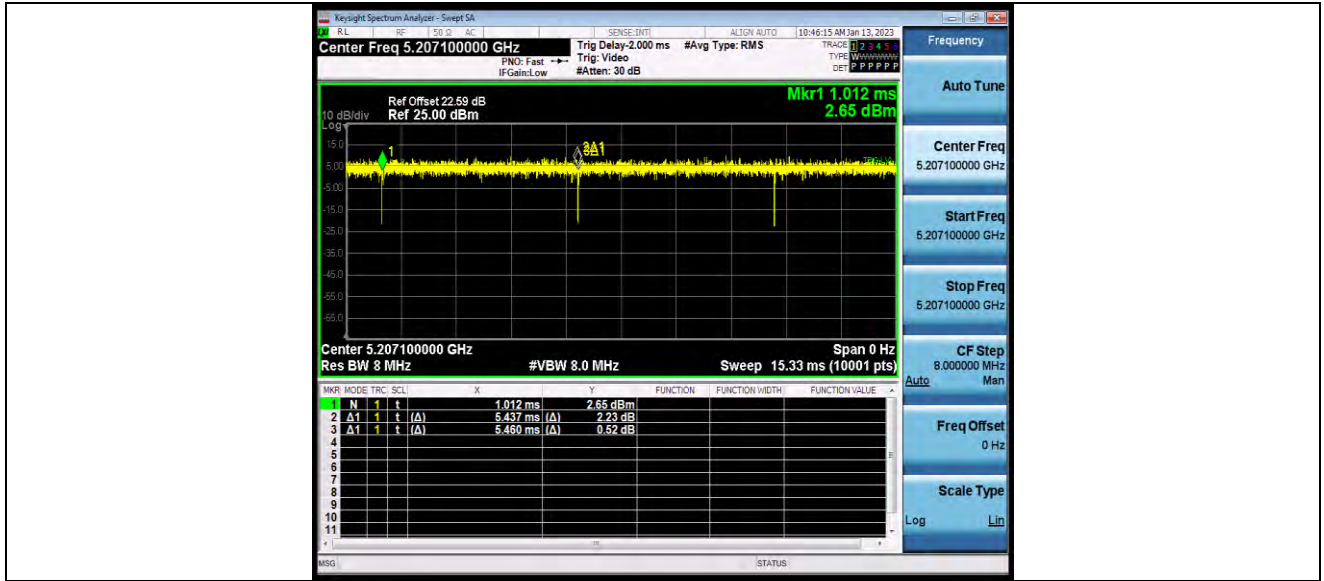 Keysight Spectrum Analyzer - Swept SA
RL RF 50 Ω AC SENSE:INT ALIGN AUTO 10:46:15 AM Jan 13, 2023
Center Freq 5.207100000 GHz
PNO: Fast
IFGain:Low
Trig Delay-2.000 ms
Trig: Video
#Atten: 30 dB
#Avg Type: RMS
TRACE 1 2 3 4 5 6
TYPE WWWWWW
DET P P P P P P
Mkr1 1.012 ms
2.65 dBm
Ref Offset 22.59 dB
10 dB/div Ref 25.00 dBm
Log
15.0
5.00
-5.00
-15.0
-25.0
-35.0
-45.0
-55.0
-65.0
1
3Δ1
Center 5.207100000 GHz Span 0 Hz
Res BW 8 MHz #VBW 8.0 MHz Sweep 15.33 ms (10001 pts)
MKR MODE TRC SCL X Y FUNCTION FUNCTION WIDTH FUNCTION VALUE
1 N 1 t 1.012 ms 2.65 dBm
2 Δ1 1 t (Δ) 5.437 ms (Δ) 2.23 dB
3 Δ1 1 t (Δ) 5.460 ms (Δ) 0.52 dB
4
5
6
7
8
9
10
11
MSG STATUS
Frequency
Auto Tune
Center Freq
5.207100000 GHz
Start Freq
5.207100000 GHz
Stop Freq
5.207100000 GHz
CF Step
8.000000 MHz
Auto Man
Freq Offset
0 Hz
Scale Type
Log Lin